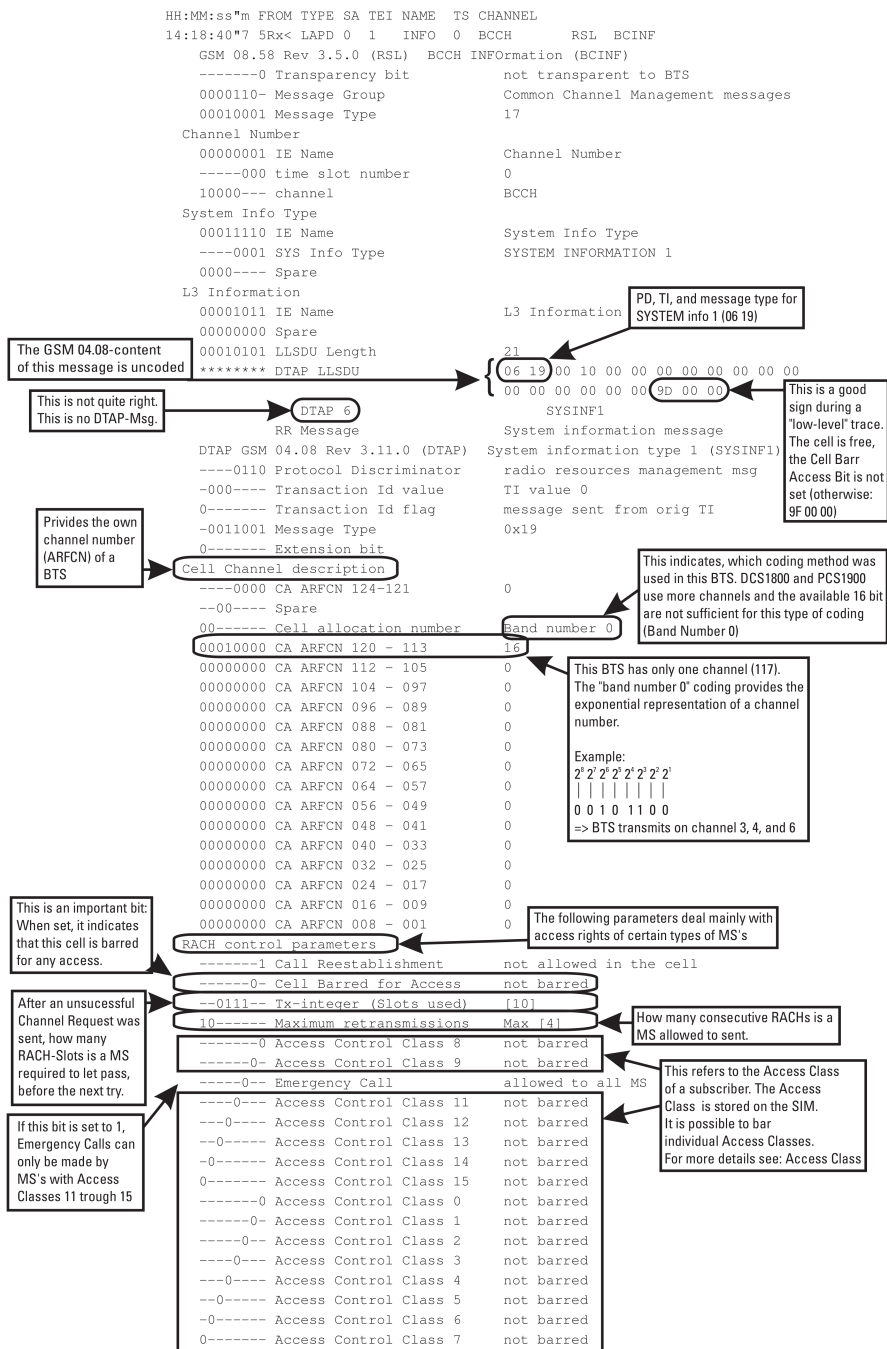 HH:MM:ss"m FROM TYPE SA TEI NAME TS CHANNEL
14:18:40"7 5Rx< LAPD 0 1 INFO 0 BCCH RSL BCINF
GSM 08.58 Rev 3.5.0 (RSL) BCCH INFOrmation (BCINF)
-------0 Transparency bit not transparent to BTS
0000110- Message Group Common Channel Management messages
00010001 Message Type 17
Channel Number
00000001 IE Name Channel Number
-----000 time slot number 0
10000--- channel BCCH
System Info Type
00011110 IE Name System Info Type
----0001 SYS Info Type SYSTEM INFORMATION 1
0000---- Spare
L3 Information
00001011 IE Name L3 Information
00000000 Spare
00010101 LLSDU Length 21
******** DTAP LLSDU 06 19 00 10 00 00 00 00 00 00 00
00 00 00 00 00 00 00 9D 00 00
DTAP 6 SYSINF1
RR Message System information message
DTAP GSM 04.08 Rev 3.11.0 (DTAP) System information type 1 (SYSINF1)
----0110 Protocol Discriminator radio resources management msg
-000---- Transaction Id value TI value 0
0------- Transaction Id flag message sent from orig TI
-0011001 Message Type 0x19
0------- Extension bit
Cell Channel description
----0000 CA ARFCN 124-121 0
--00---- Spare
00------ Cell allocation number Band number 0
00010000 CA ARFCN 120 - 113 16
00000000 CA ARFCN 112 - 105 0
00000000 CA ARFCN 104 - 097 0
00000000 CA ARFCN 096 - 089 0
00000000 CA ARFCN 088 - 081 0
00000000 CA ARFCN 080 - 073 0
00000000 CA ARFCN 072 - 065 0
00000000 CA ARFCN 064 - 057 0
00000000 CA ARFCN 056 - 049 0
00000000 CA ARFCN 048 - 041 0
00000000 CA ARFCN 040 - 033 0
00000000 CA ARFCN 032 - 025 0
00000000 CA ARFCN 024 - 017 0
00000000 CA ARFCN 016 - 009 0
00000000 CA ARFCN 008 - 001 0
RACH control parameters
-------1 Call Reestablishment not allowed in the cell
------0- Cell Barred for Access not barred
--0111-- Tx-integer (Slots used) [10]
10------ Maximum retransmissions Max [4]
-------0 Access Control Class 8 not barred
------0- Access Control Class 9 not barred
-----0-- Emergency Call allowed to all MS
----0--- Access Control Class 11 not barred
---0---- Access Control Class 12 not barred
--0----- Access Control Class 13 not barred
-0------ Access Control Class 14 not barred
0------- Access Control Class 15 not barred
-------0 Access Control Class 0 not barred
------0- Access Control Class 1 not barred
-----0-- Access Control Class 2 not barred
----0--- Access Control Class 3 not barred
---0---- Access Control Class 4 not barred
--0----- Access Control Class 5 not barred
-0------ Access Control Class 6 not barred
0------- Access Control Class 7 not barred
PD, TI, and message type for
SYSTEM info 1 (06 19)
The GSM 04.08-content
of this message is uncoded
This is not quite right.
This is no DTAP-Msg.
This is a good
sign during a
"low-level" trace.
The cell is free,
the Cell Barr
Access Bit is not
set (otherwise:
9F 00 00)
Privides the own
channel number
(ARFCN) of a
BTS
This indicates, which coding method was
used in this BTS. DCS1800 and PCS1900
use more channels and the available 16 bit
are not sufficient for this type of coding
(Band Number 0)
This BTS has only one channel (117).
The "band number 0" coding provides the
exponential representation of a channel
number.
Example:
2⁸ 2⁷ 2⁶ 2⁵ 2⁴ 2³ 2² 2¹
| | | | | | | |
0 0 1 0 1 1 0 0
=> BTS transmits on channel 3, 4, and 6
This is an important bit:
When set, it indicates
that this cell is barred
for any access.
The following parameters deal mainly with
access rights of certain types of MS's
After an unsucessful
Channel Request was
sent, how many
RACH-Slots is a MS
required to let pass,
before the next try.
How many consecutive RACHs is a
MS allowed to sent.
This refers to the Access Class
of a subscriber. The Access
Class is stored on the SIM.
It is possible to bar
individual Access Classes.
For more details see: Access Class
If this bit is set to 1,
Emergency Calls can
only be made by
MS's with Access
Classes 11 trough 15